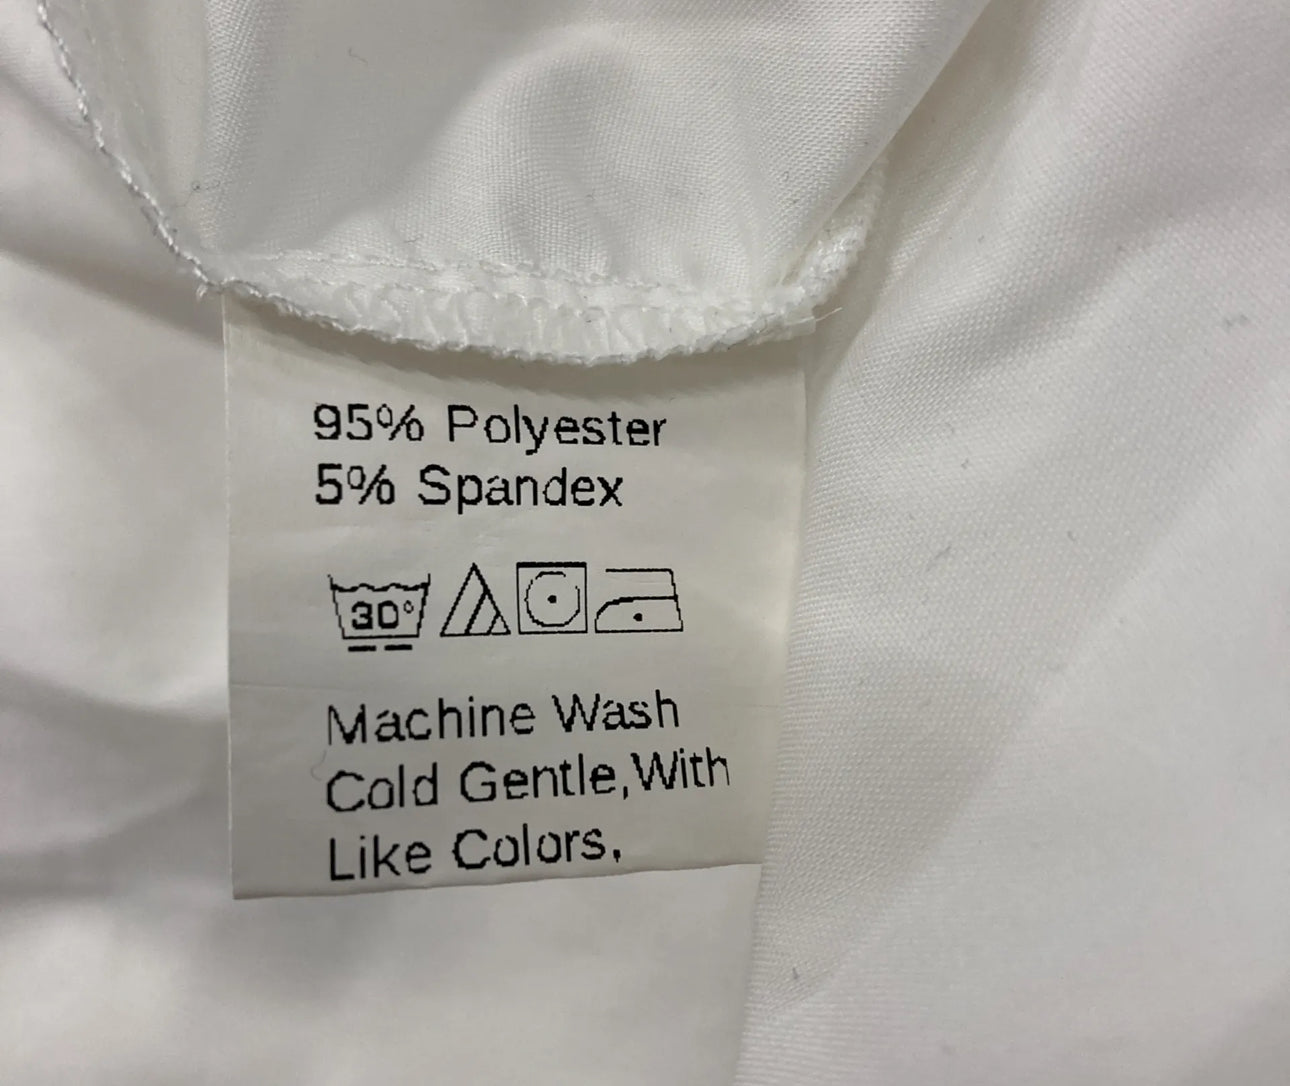 95% Polyester
5% Spandex
30°
Machine Wash
Cold Gentle,With
Like Colors,